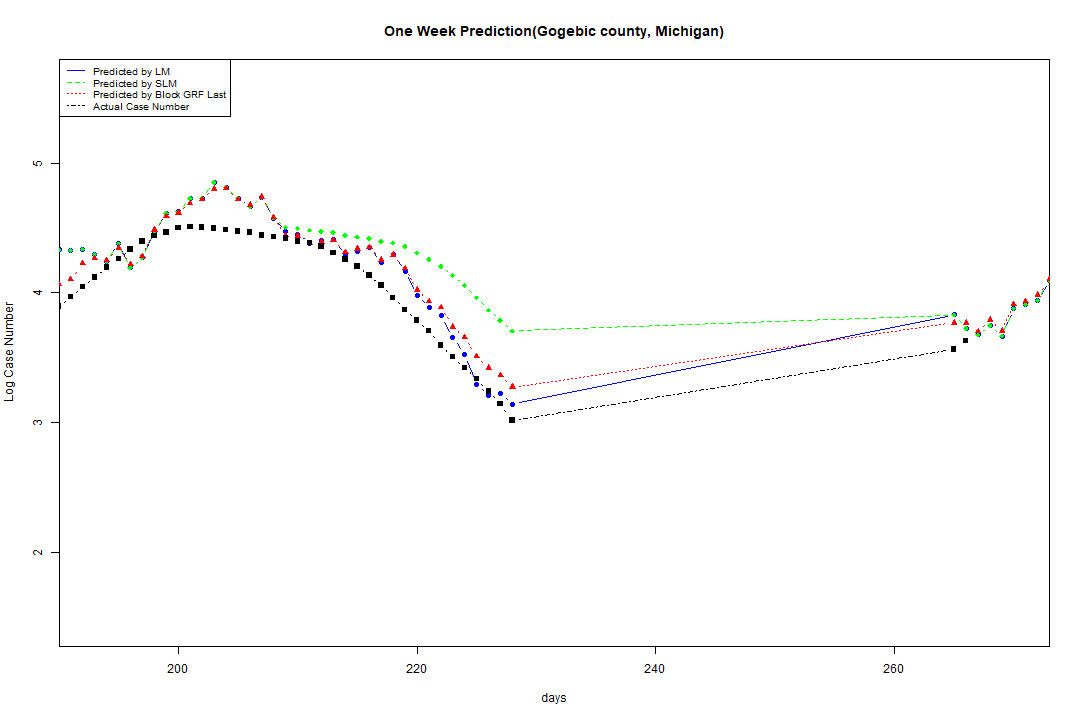 One Week Prediction(Gogebic county, Michigan)
Predicted by LM
Predicted by SLM
Predicted by Block GRF Last
Actual Case Number
5
4
3
2
Log Case Number
200 220 240 260
days